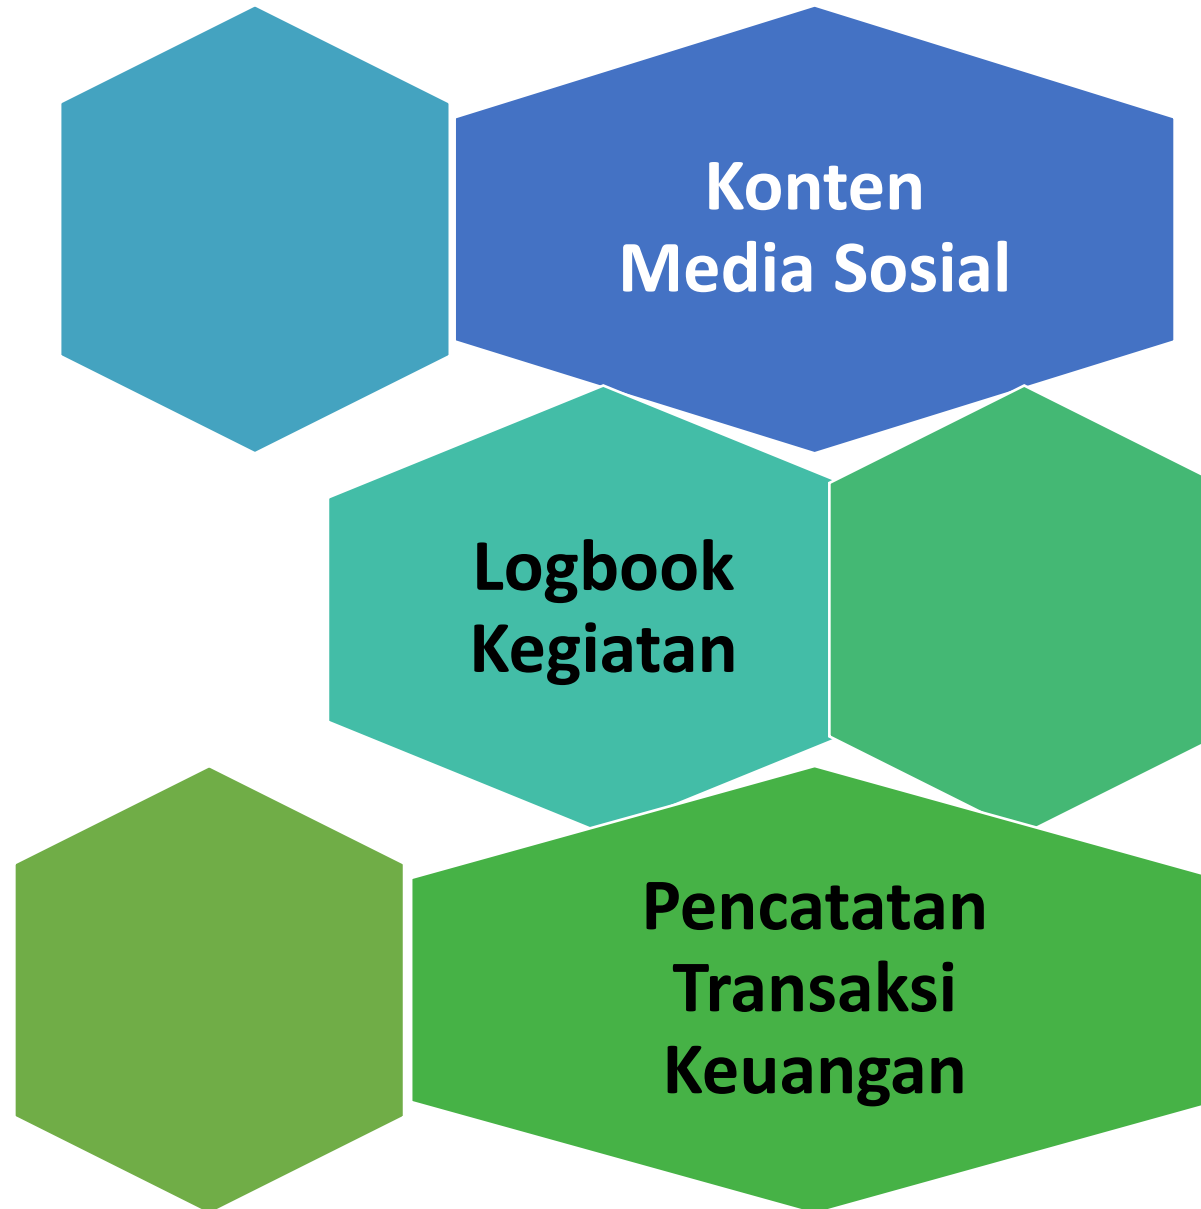 Konten
Media Sosial
Logbook
Kegiatan
Pencatatan
Transaksi
Keuangan